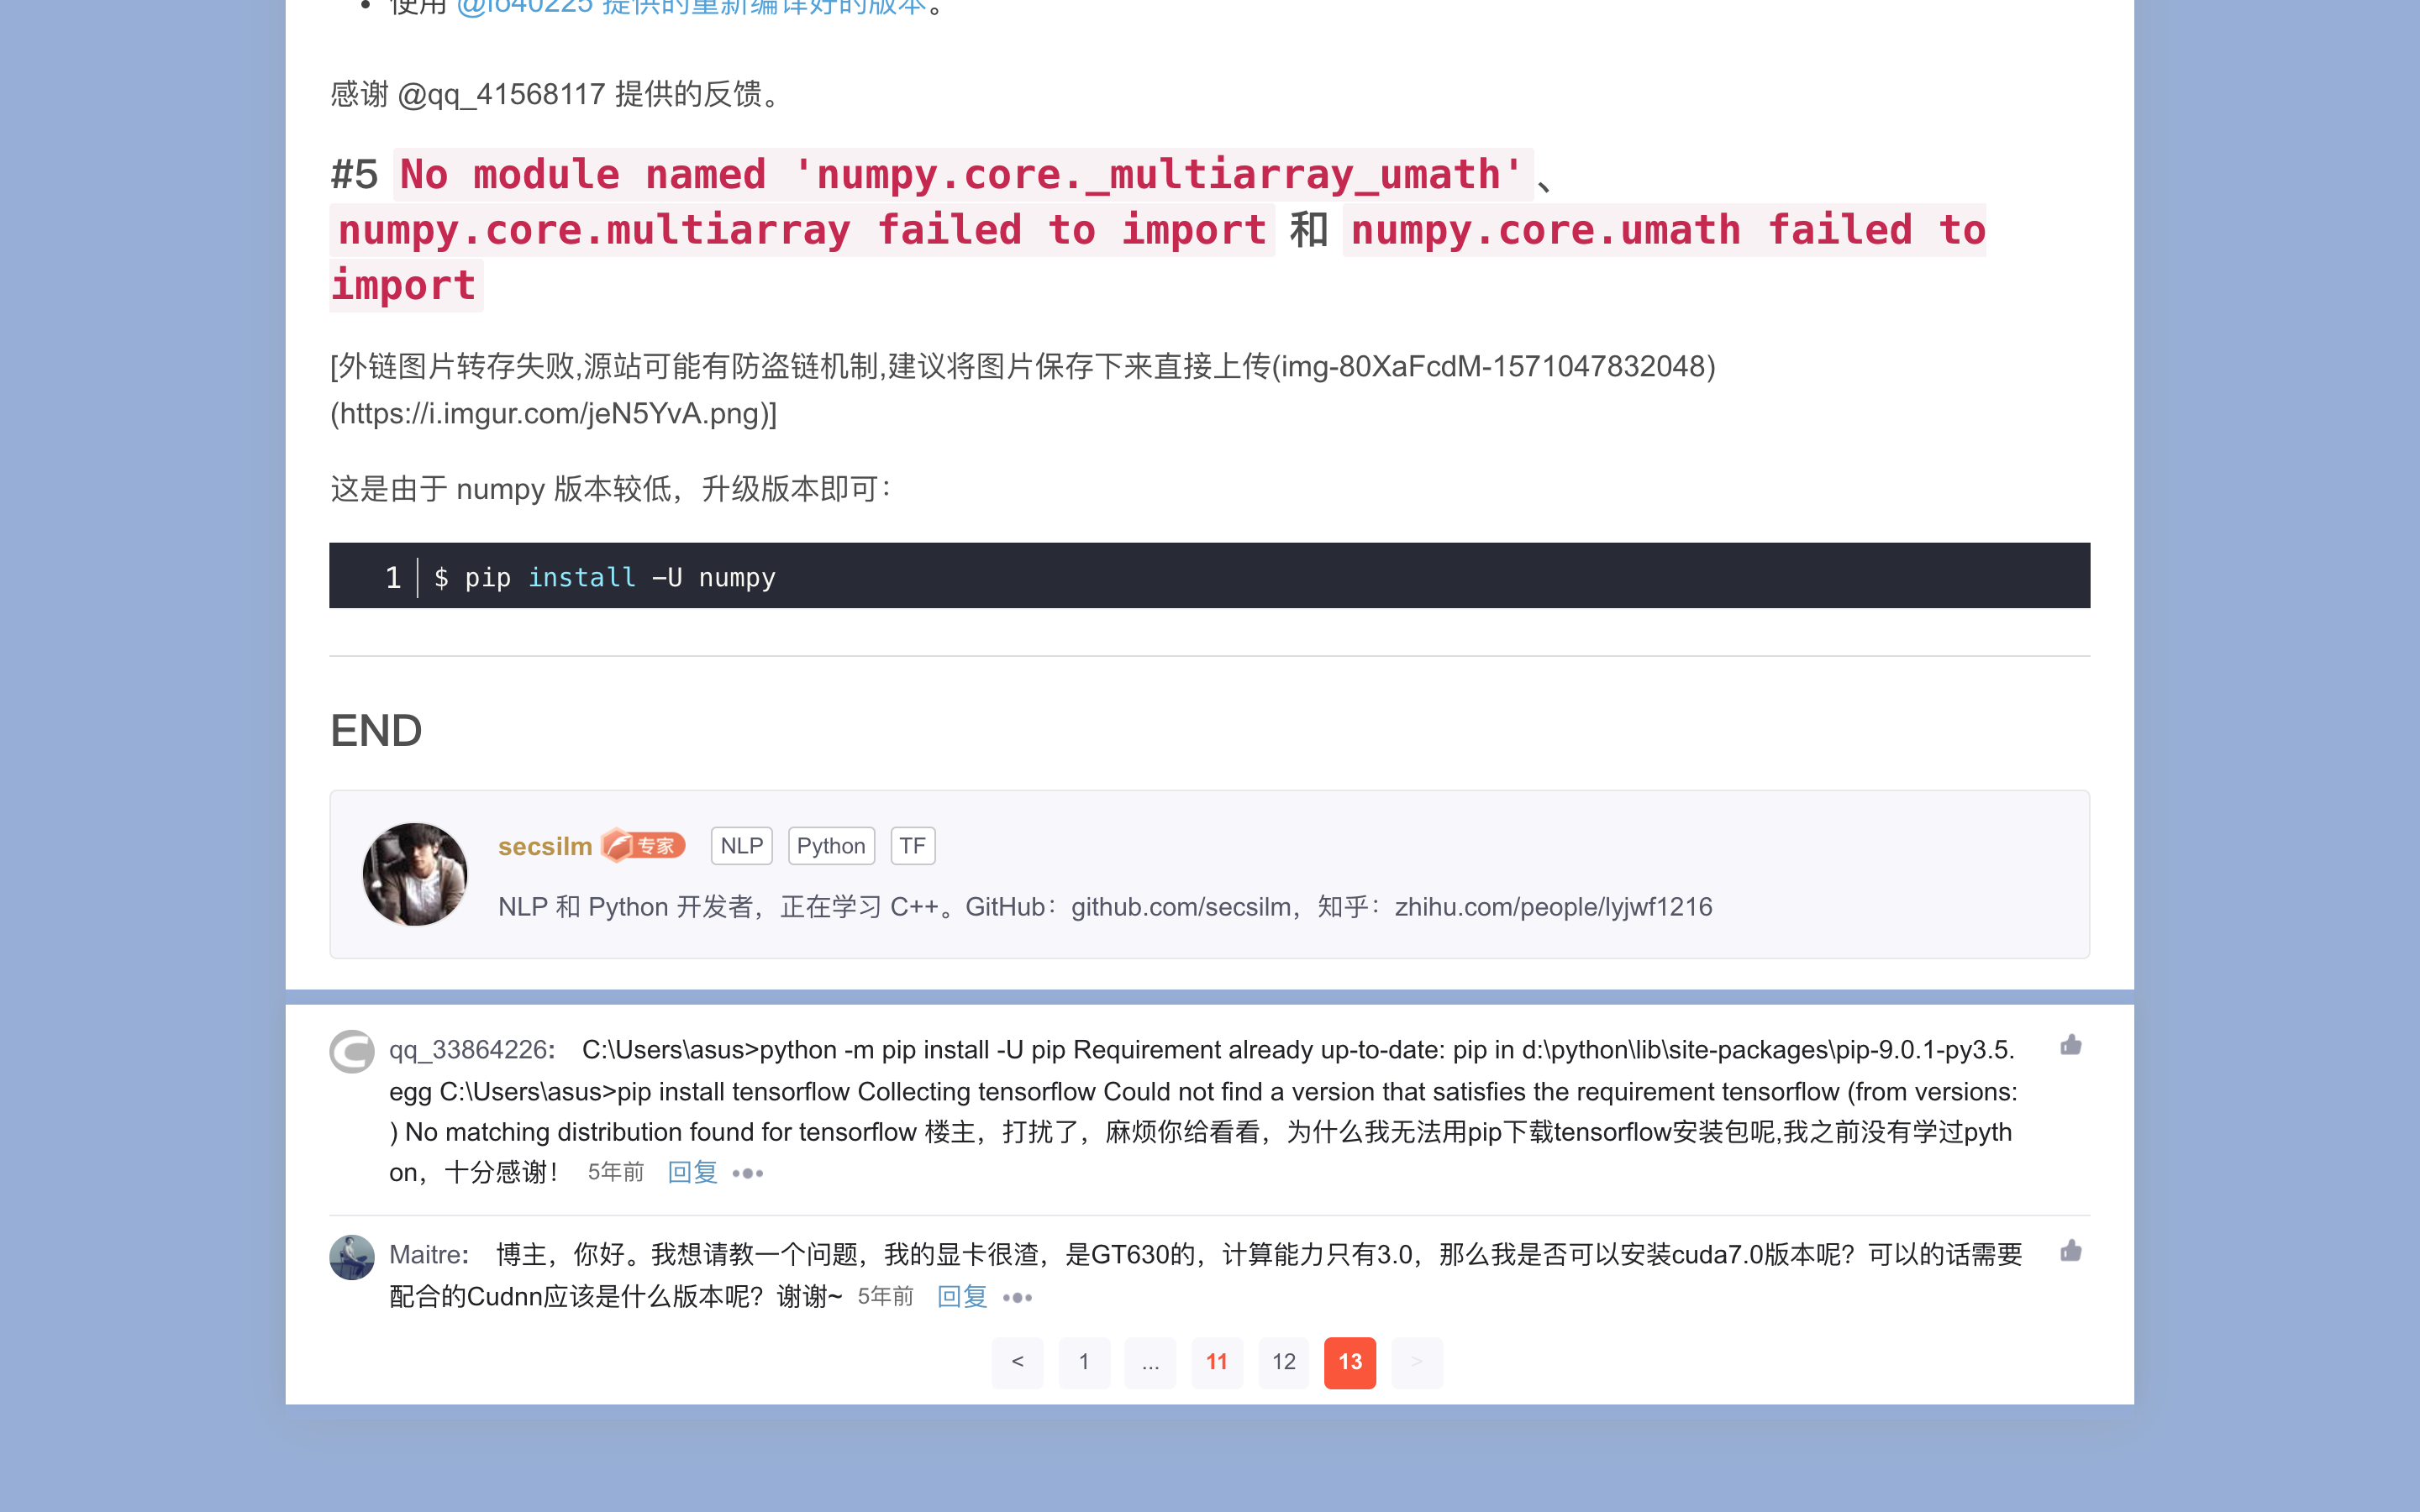 使用 @fo40225 提供的重新编译好的版本。
感谢 @qq_41568117 提供的反馈。
#5 No module named 'numpy.core._multiarray_umath'、
numpy.core.multiarray failed to import 和 numpy.core.umath failed to
import
[外链图片转存失败,源站可能有防盗链机制,建议将图片保存下来直接上传(img-80XaFcdM-1571047832048)
(https://i.imgur.com/jeN5YvA.png)]
这是由于 numpy 版本较低，升级版本即可：
1 $ pip install -U numpy
END
secsilm 专家 NLP Python TF
NLP 和 Python 开发者，正在学习 C++。GitHub：github.com/secsilm，知乎：zhihu.com/people/lyjwf1216
qq_33864226: C:\Users\asus>python -m pip install -U pip Requirement already up-to-date: pip in d:\python\lib\site-packages\pip-9.0.1-py3.5.
egg C:\Users\asus>pip install tensorflow Collecting tensorflow Could not find a version that satisfies the requirement tensorflow (from versions:
) No matching distribution found for tensorflow 楼主，打扰了，麻烦你给看看，为什么我无法用pip下载tensorflow安装包呢,我之前没有学过pyth
on，十分感谢！ 5年前 回复 •••
Maitre: 博主，你好。我想请教一个问题，我的显卡很渣，是GT630的，计算能力只有3.0，那么我是否可以安装cuda7.0版本呢？可以的话需要
配合的Cudnn应该是什么版本呢？谢谢~ 5年前 回复 •••
< 1 ... 11 12 13 >